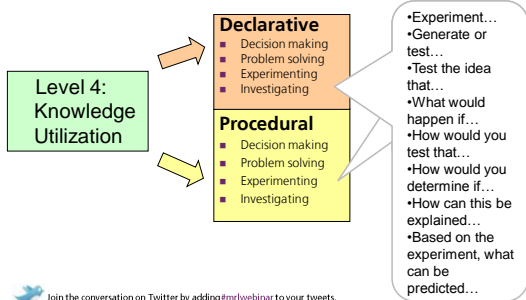 Level 4:
Knowledge
Utilization
Declarative
▪ Decision making
▪ Problem solving
▪ Experimenting
▪ Investigating
Procedural
▪ Decision making
▪ Problem solving
▪ Experimenting
▪ Investigating
•Experiment…
•Generate or
test…
•Test the idea
that…
•What would
happen if…
•How would you
test that…
•How would you
determine if…
•How can this be
explained…
•Based on the
experiment, what
can be
predicted…
Join the conversation on Twitter by adding#mrlwebinar to your tweets.